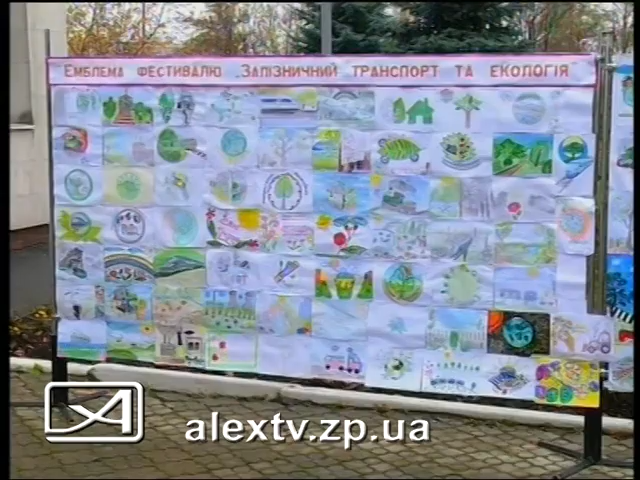 Емблема фестивалю „Залізничний транспорт та екологія"
alextv.zp.ua